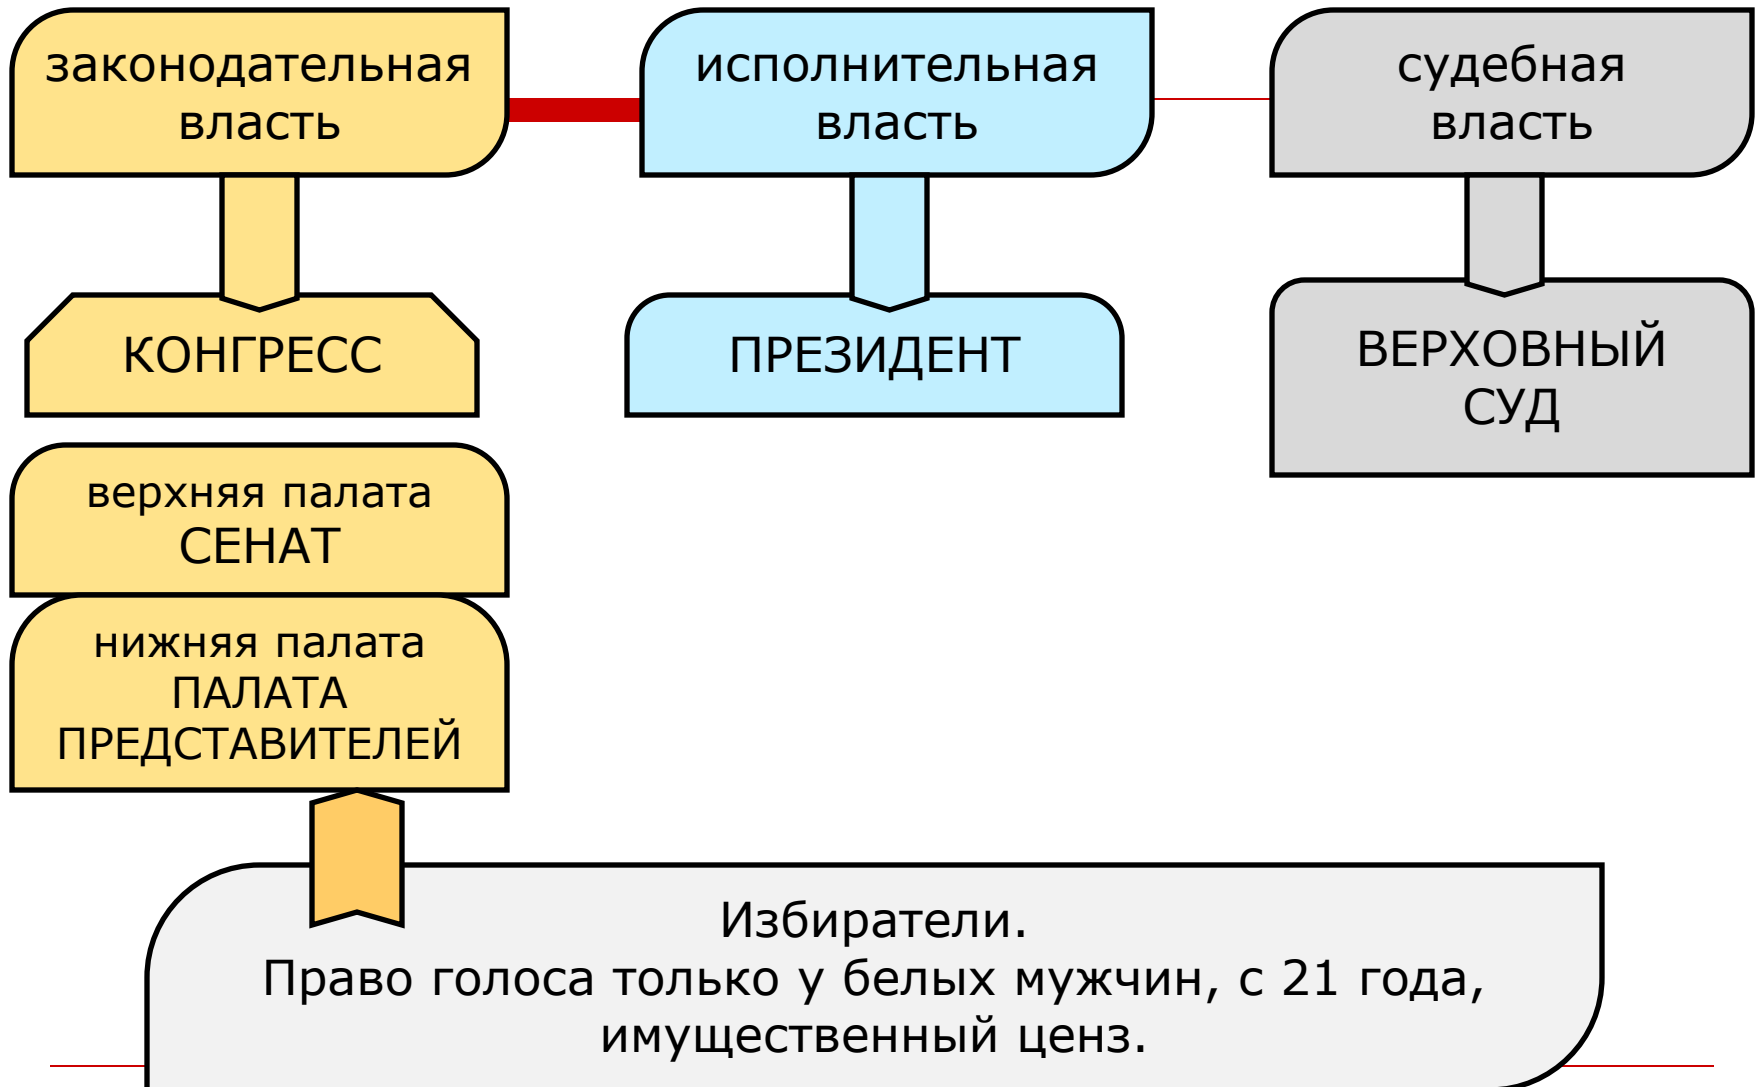 законодательная
власть
исполнительная
власть
судебная
власть
КОНГРЕСС
ПРЕЗИДЕНТ
ВЕРХОВНЫЙ
СУД
верхняя палата
СЕНАТ
нижняя палата
ПАЛАТА
ПРЕДСТАВИТЕЛЕЙ
Избиратели.
Право голоса только у белых мужчин, с 21 года,
имущественный ценз.